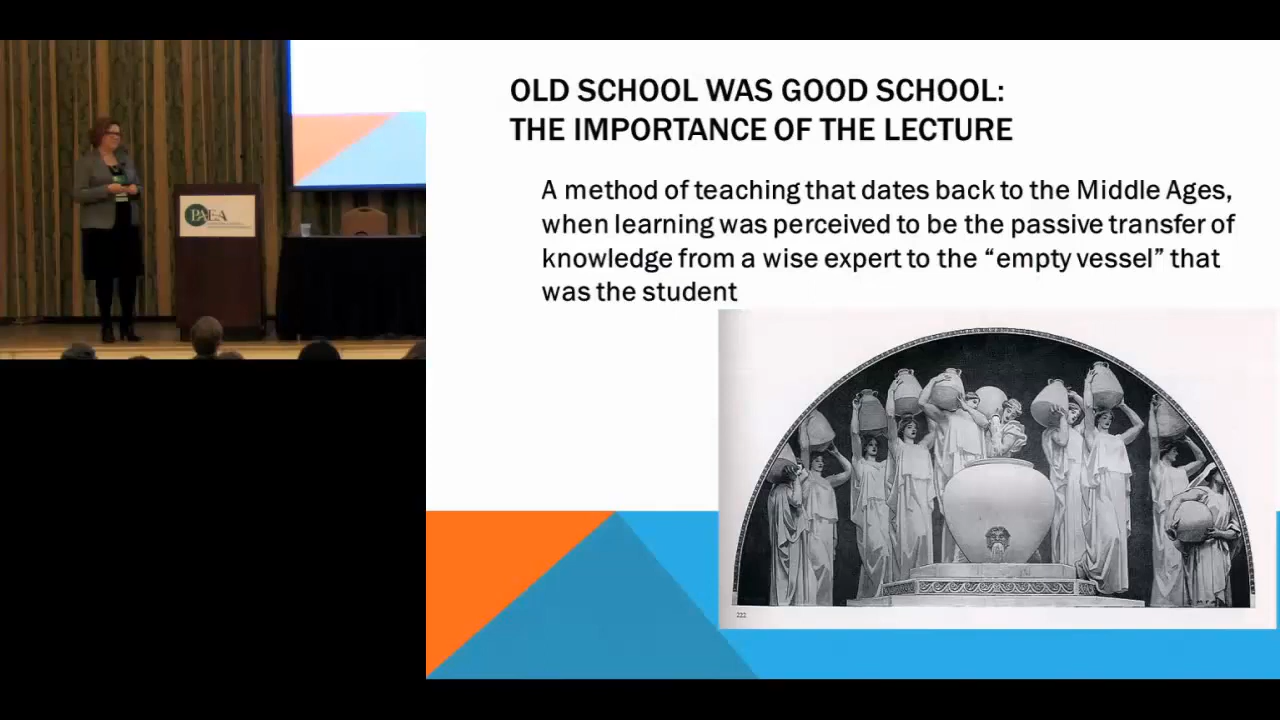 OLD SCHOOL WAS GOOD SCHOOL:
THE IMPORTANCE OF THE LECTURE
A method of teaching that dates back to the Middle Ages,
when learning was perceived to be the passive transfer of
knowledge from a wise expert to the “empty vessel” that
was the student
PAEA